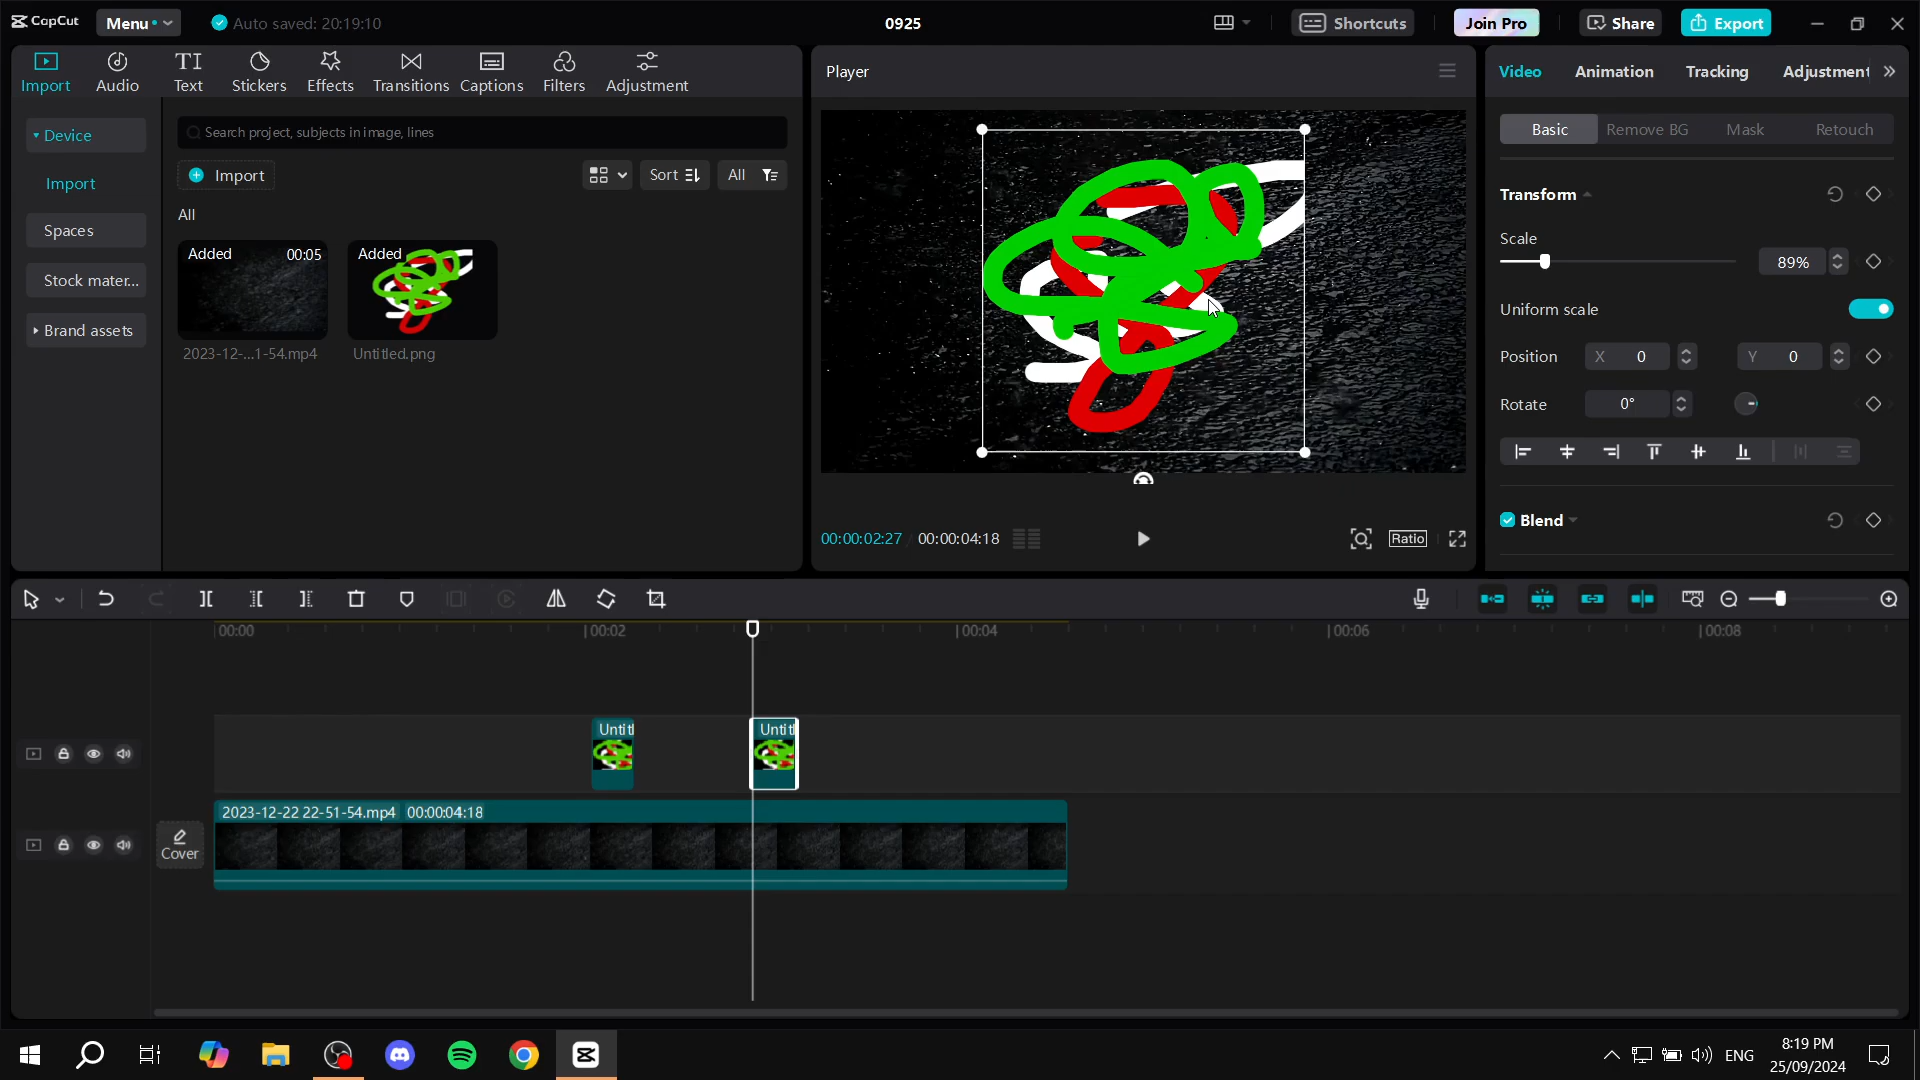 CapCut
Menu
Auto saved: 20:19:10
0925
Shortcuts
Join Pro
Share
Export
Import
Audio
TI
Text
Stickers
Effects
Transitions
Captions
Filters
Adjustment
Device
Import
Spaces
Stock mater...
Brand assets
Search project, subjects in image, lines
Import
Sort
All
All
Added 00:05
2023-12-...1-54.mp4
Added
Untitled.png
Player
00:00:02:27 00:00:04:18
Ratio
Video Animation Tracking Adjustment
Basic Remove BG Mask Retouch
Transform
Scale
89%
Uniform scale
Position X 0 Y 0
Rotate 0°
Blend
00:00 00:02 00:04 00:06 00:08
Untitl
Untitl
Cover
2023-12-22 22-51-54.mp4 00:00:04:18
ENG
8:19 PM
25/09/2024